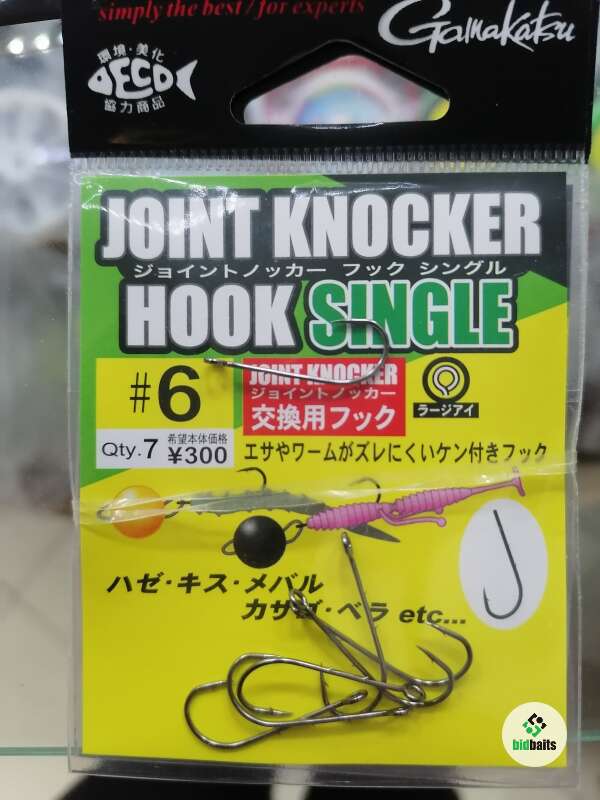 simply the best / for experts
Gamakatsu
環境・美化
ECO
協力商品
JOINT KNOCKER
ジョイントノッカー フック シングル
HOOK SINGLE
#6
JOINT KNOCKER
ジョイントノッカー
交換用フック
ラージアイ
Qty.7
希望本体価格
¥300
エサやワームがズレにくいケン付きフック
ハゼ・キス・メバル
カサゴ・ベラ etc...
bidbaits